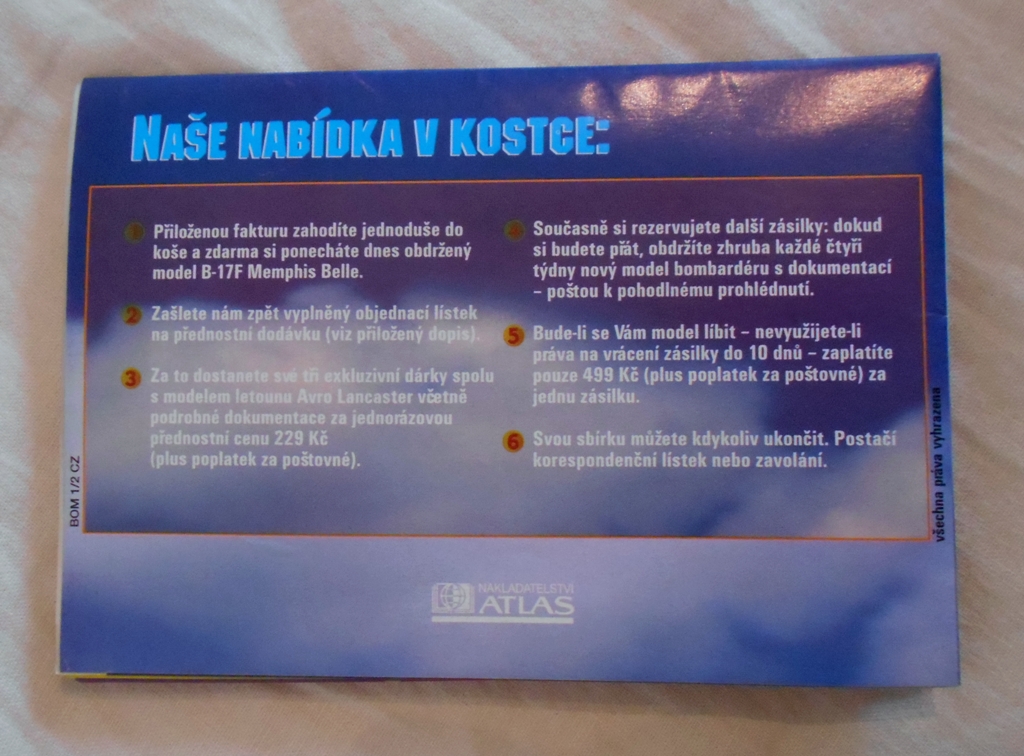 NAŠE NABÍDKA V KOSTCE:
1 Přiloženou fakturu zahodíte jednoduše do
koše a zdarma si ponecháte dnes obdržený
model B-17F Memphis Belle.
2 Zašlete nám zpět vyplněný objednací lístek
na přednostní dodávku (viz přiložený dopis).
3 Za to dostanete své tři exkluzivní dárky spolu
s modelem letounu Avro Lancaster včetně
podrobné dokumentace za jednorázovou
přednostní cenu 229 Kč
(plus poplatek za poštovné).
4 Současně si rezervujete další zásilky: dokud
si budete přát, obdržíte zhruba každé čtyři
týdny nový model bombardéru s dokumentací
– poštou k pohodlnému prohlédnutí.
5 Bude-li se Vám model líbit – nevyužijete-li
práva na vrácení zásilky do 10 dnů – zaplatíte
pouze 499 Kč (plus poplatek za poštovné) za
jednu zásilku.
6 Svou sbírku můžete kdykoliv ukončit. Postačí
korespondenční lístek nebo zavolání.
BOM 1/2 CZ
všechna práva vyhrazena
NAKLADATELSTVÍ
ATLAS